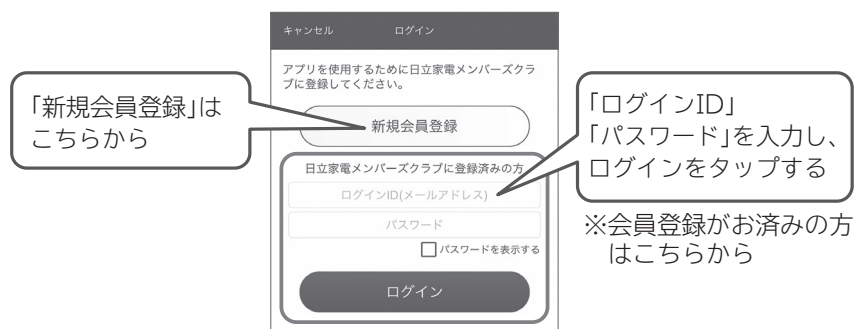 キャンセル ログイン
アプリを使用するために日立家電メンバーズクラ
ブに登録してください。
「新規会員登録」は
こちらから
新規会員登録
日立家電メンバーズクラブに登録済みの方
ログインID(メールアドレス)
パスワード
パスワードを表示する
ログイン
「ログインID」
「パスワード」を入力し、
ログインをタップする
※会員登録がお済みの方
はこちらから